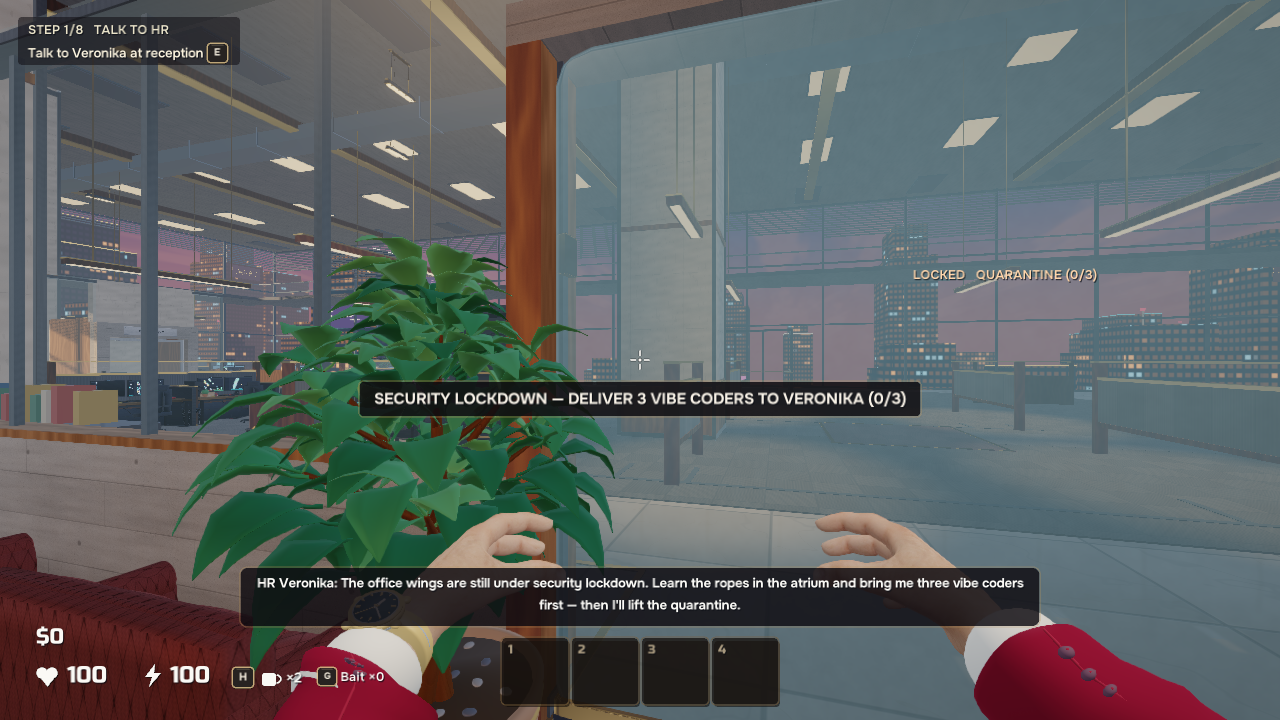 STEP 1/8 TALK TO HR
Talk to Veronika at reception E
LOCKED QUARANTINE (0/3)
SECURITY LOCKDOWN — DELIVER 3 VIBE CODERS TO VERONIKA (0/3)
HR Veronika: The office wings are still under security lockdown. Learn the ropes in the atrium and bring me three vibe coders
first — then I'll lift the quarantine.
$0
100 100 H ×2 G Bait ×0
1 2 3 4